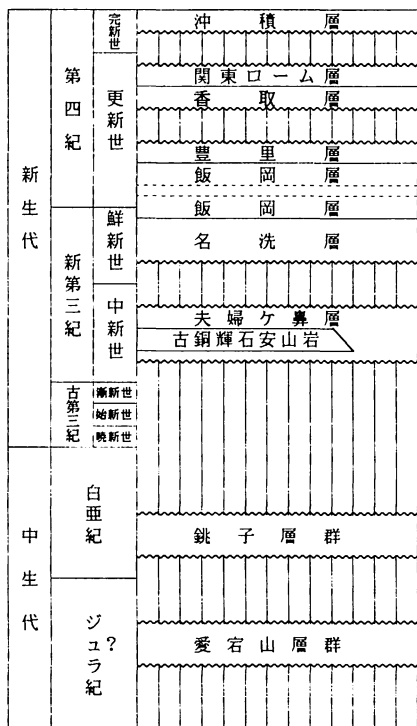 新生代
第四紀
完新世
沖積層
更新世
関東ローム層
香取層
豊里層
飯岡層
新第三紀
鮮新世
飯岡層
名洗層
中新世
夫婦ケ鼻層
古銅輝石安山岩
古第三紀
漸新世
始新世
暁新世
中生代
白亜紀
銚子層群
ジュラ紀?
愛宕山層群